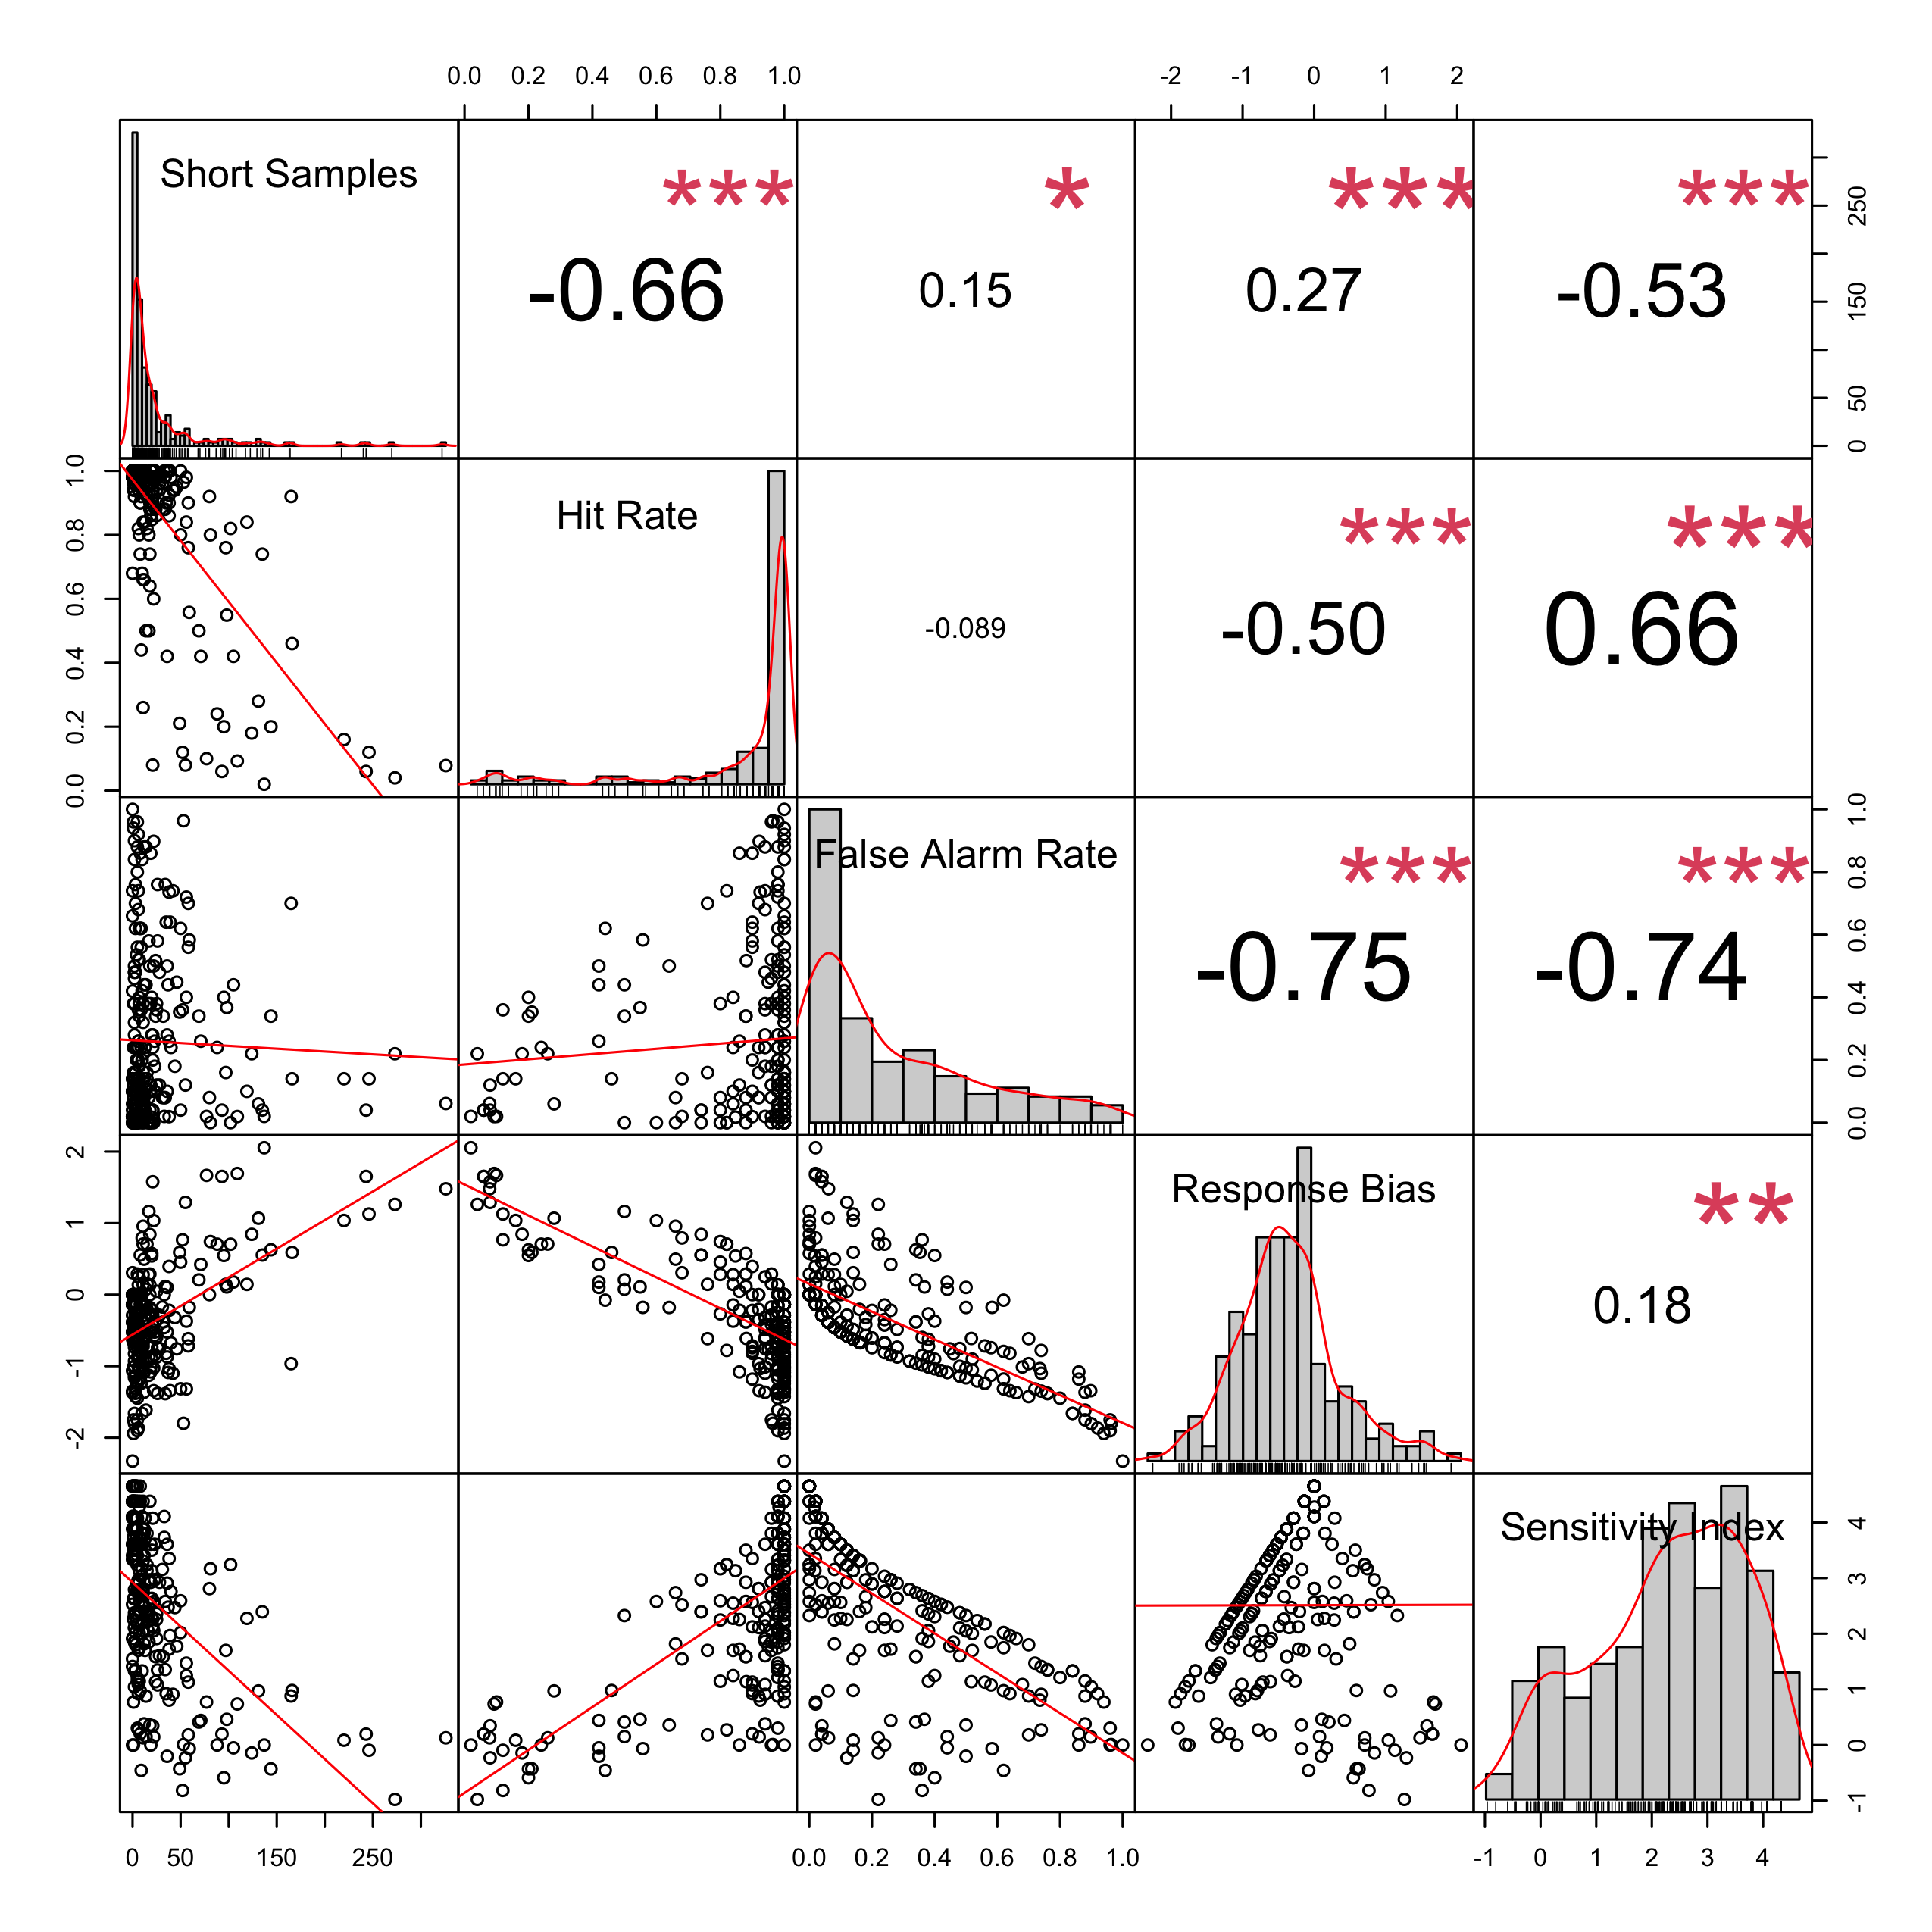 0.0 0.2 0.4 0.6 0.8 1.0 -2 -1 0 1 2
Short Samples *** * *** ***
-0.66 0.15 0.27 -0.53
0 50 150 250
Hit Rate *** ***
-0.089 -0.50 0.66
0.0 0.2 0.4 0.6 0.8 1.0
False Alarm Rate *** ***
-0.75 -0.74
0.0 0.2 0.4 0.6 0.8 1.0
Response Bias **
0.18
-2 -1 0 1 2
Sensitivity Index
-1 0 1 2 3 4
0 50 150 250 0.0 0.2 0.4 0.6 0.8 1.0 -1 0 1 2 3 4